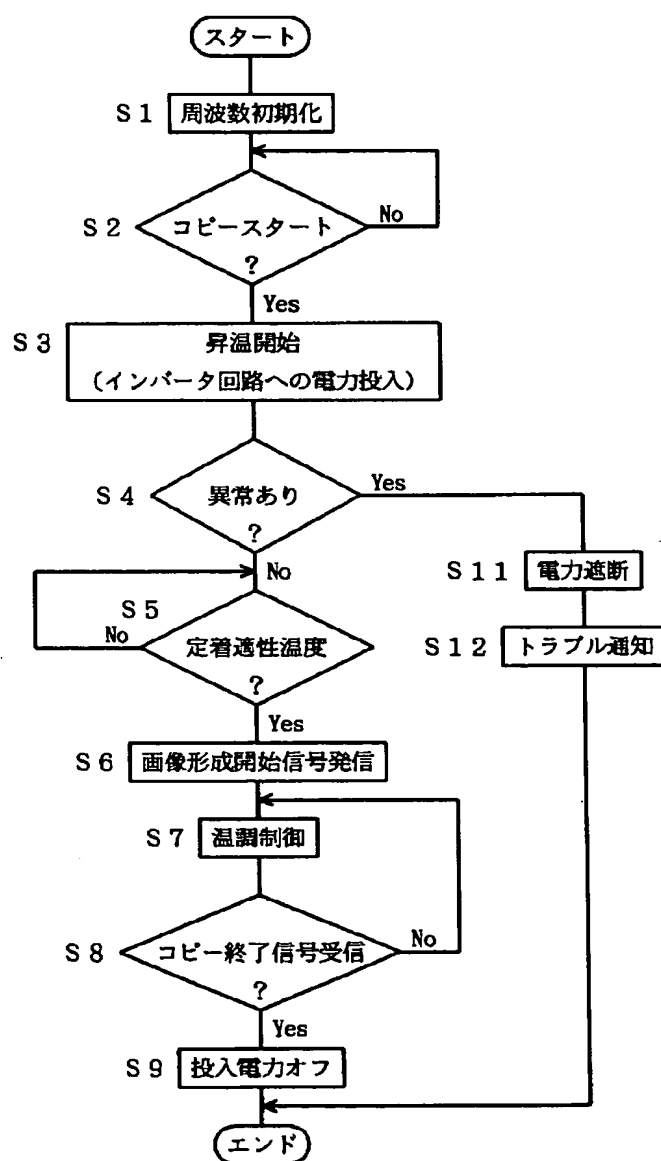 スタート
S1 周波数初期化
S2 コピースタート
?
No
Yes
S3 昇温開始
(インバータ回路への電力投入)
S4 異常あり
?
Yes
No
S11 電力遮断
S12 トラブル通知
S5
No
定着適性温度
?
Yes
S6 画像形成開始信号発信
S7 温調制御
S8 コピー終了信号受信
?
No
Yes
S9 投入電力オフ
エンド